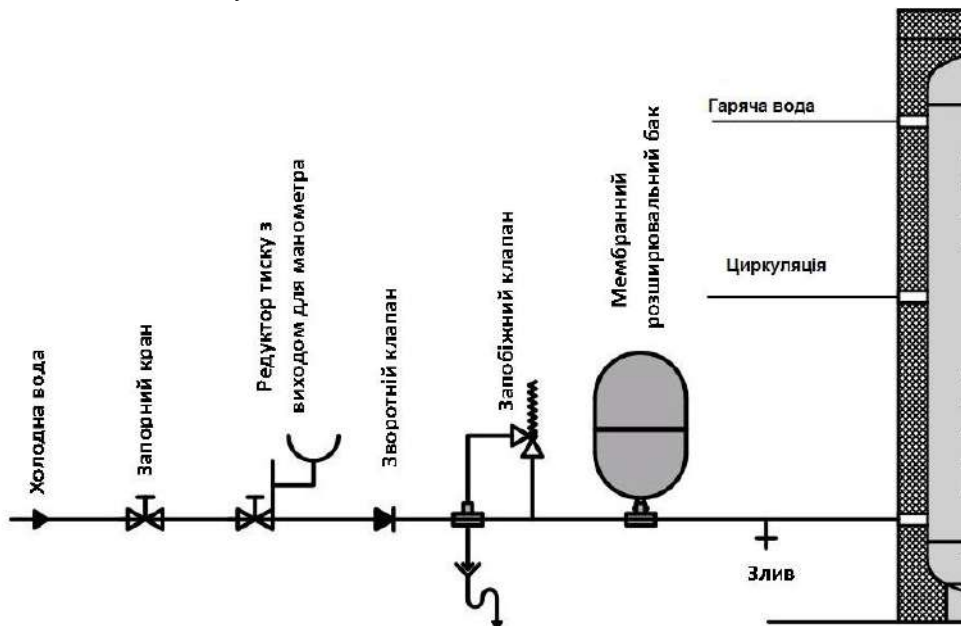 Гаряча вода
Циркуляція
Холодна вода
Запорний кран
Редуктор тиску з
виходом для манометра
Зворотній клапан
Запобіжний клапан
Мембранний
розширювальний бак
Злив